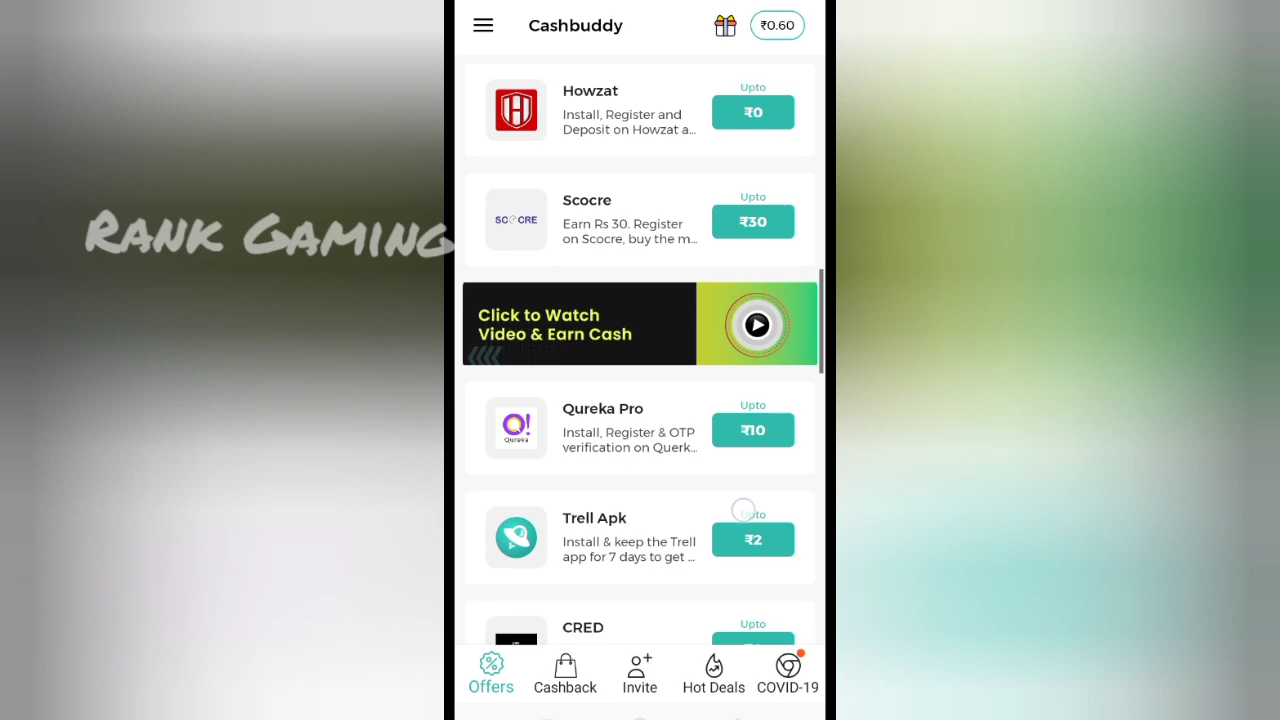 Cashbuddy
₹0.60
Howzat
Install, Register and
Deposit on Howzat a...
Upto
₹0
Scocre
Earn Rs 30. Register
on Scocre, buy the m...
Upto
₹30
SCOCRE
RANK GAMING
Click to Watch
Video & Earn Cash
Qureka Pro
Install, Register & OTP
verification on Querk...
Upto
₹10
Q!
Qureka
Trell Apk
Install & keep the Trell
app for 7 days to get ...
Upto
₹2
CRED
Upto
Offers
Cashback
Invite
Hot Deals
COVID-19